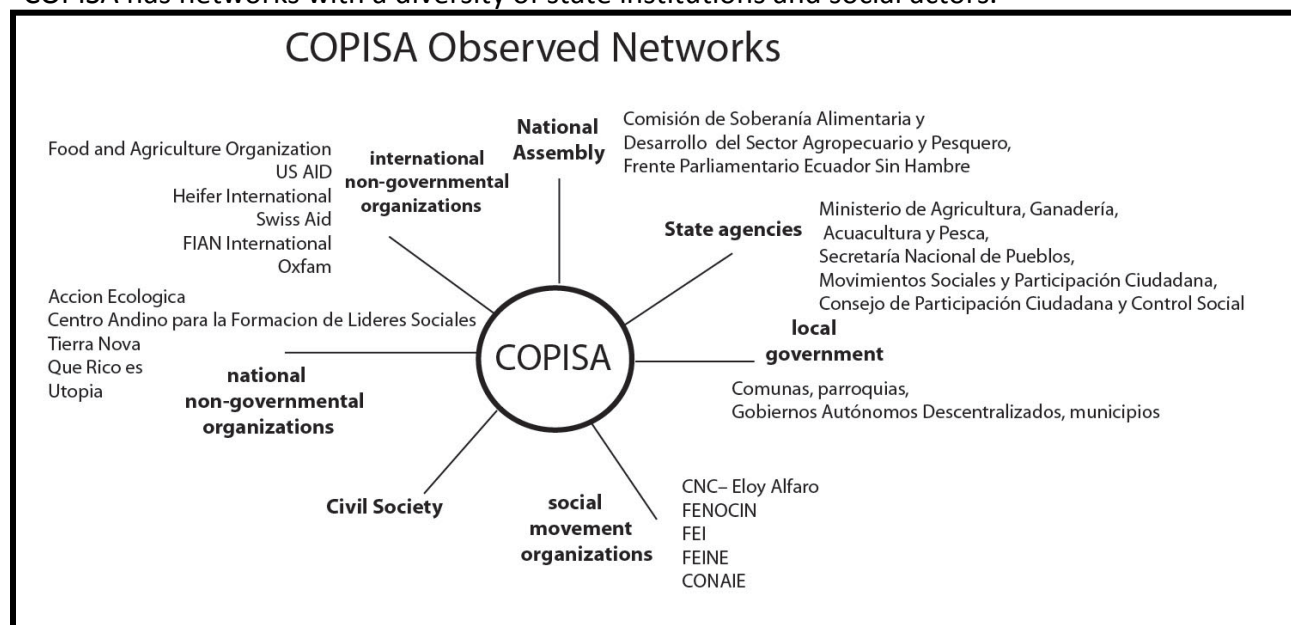 COPISA has networks with a diversity of state institutions and social actors.
COPISA Observed Networks
National
Assembly
Comisión de Soberanía Alimentaria y
Desarrollo del Sector Agropecuario y Pesquero,
Frente Parliamentario Ecuador Sin Hambre
Food and Agriculture Organization
US AID
Heifer International
Swiss Aid
FIAN International
Oxfam
international
non-governmental
organizations
State agencies
Ministerio de Agricultura, Ganadería,
Acuacultura y Pesca,
Secretaría Nacional de Pueblos,
Movimientos Sociales y Participación Ciudadana,
Consejo de Participación Ciudadana y Control Social
Accion Ecologica
Centro Andino para la Formacion de Lideres Sociales
Tierra Nova
Que Rico es
Utopia
national
non-governmental
organizations
COPISA
local
government
Comunas, parroquias,
Gobiernos Autónomos Descentralizados, municipios
Civil Society
social
movement
organizations
CNC– Eloy Alfaro
FENOCIN
FEI
FEINE
CONAIE